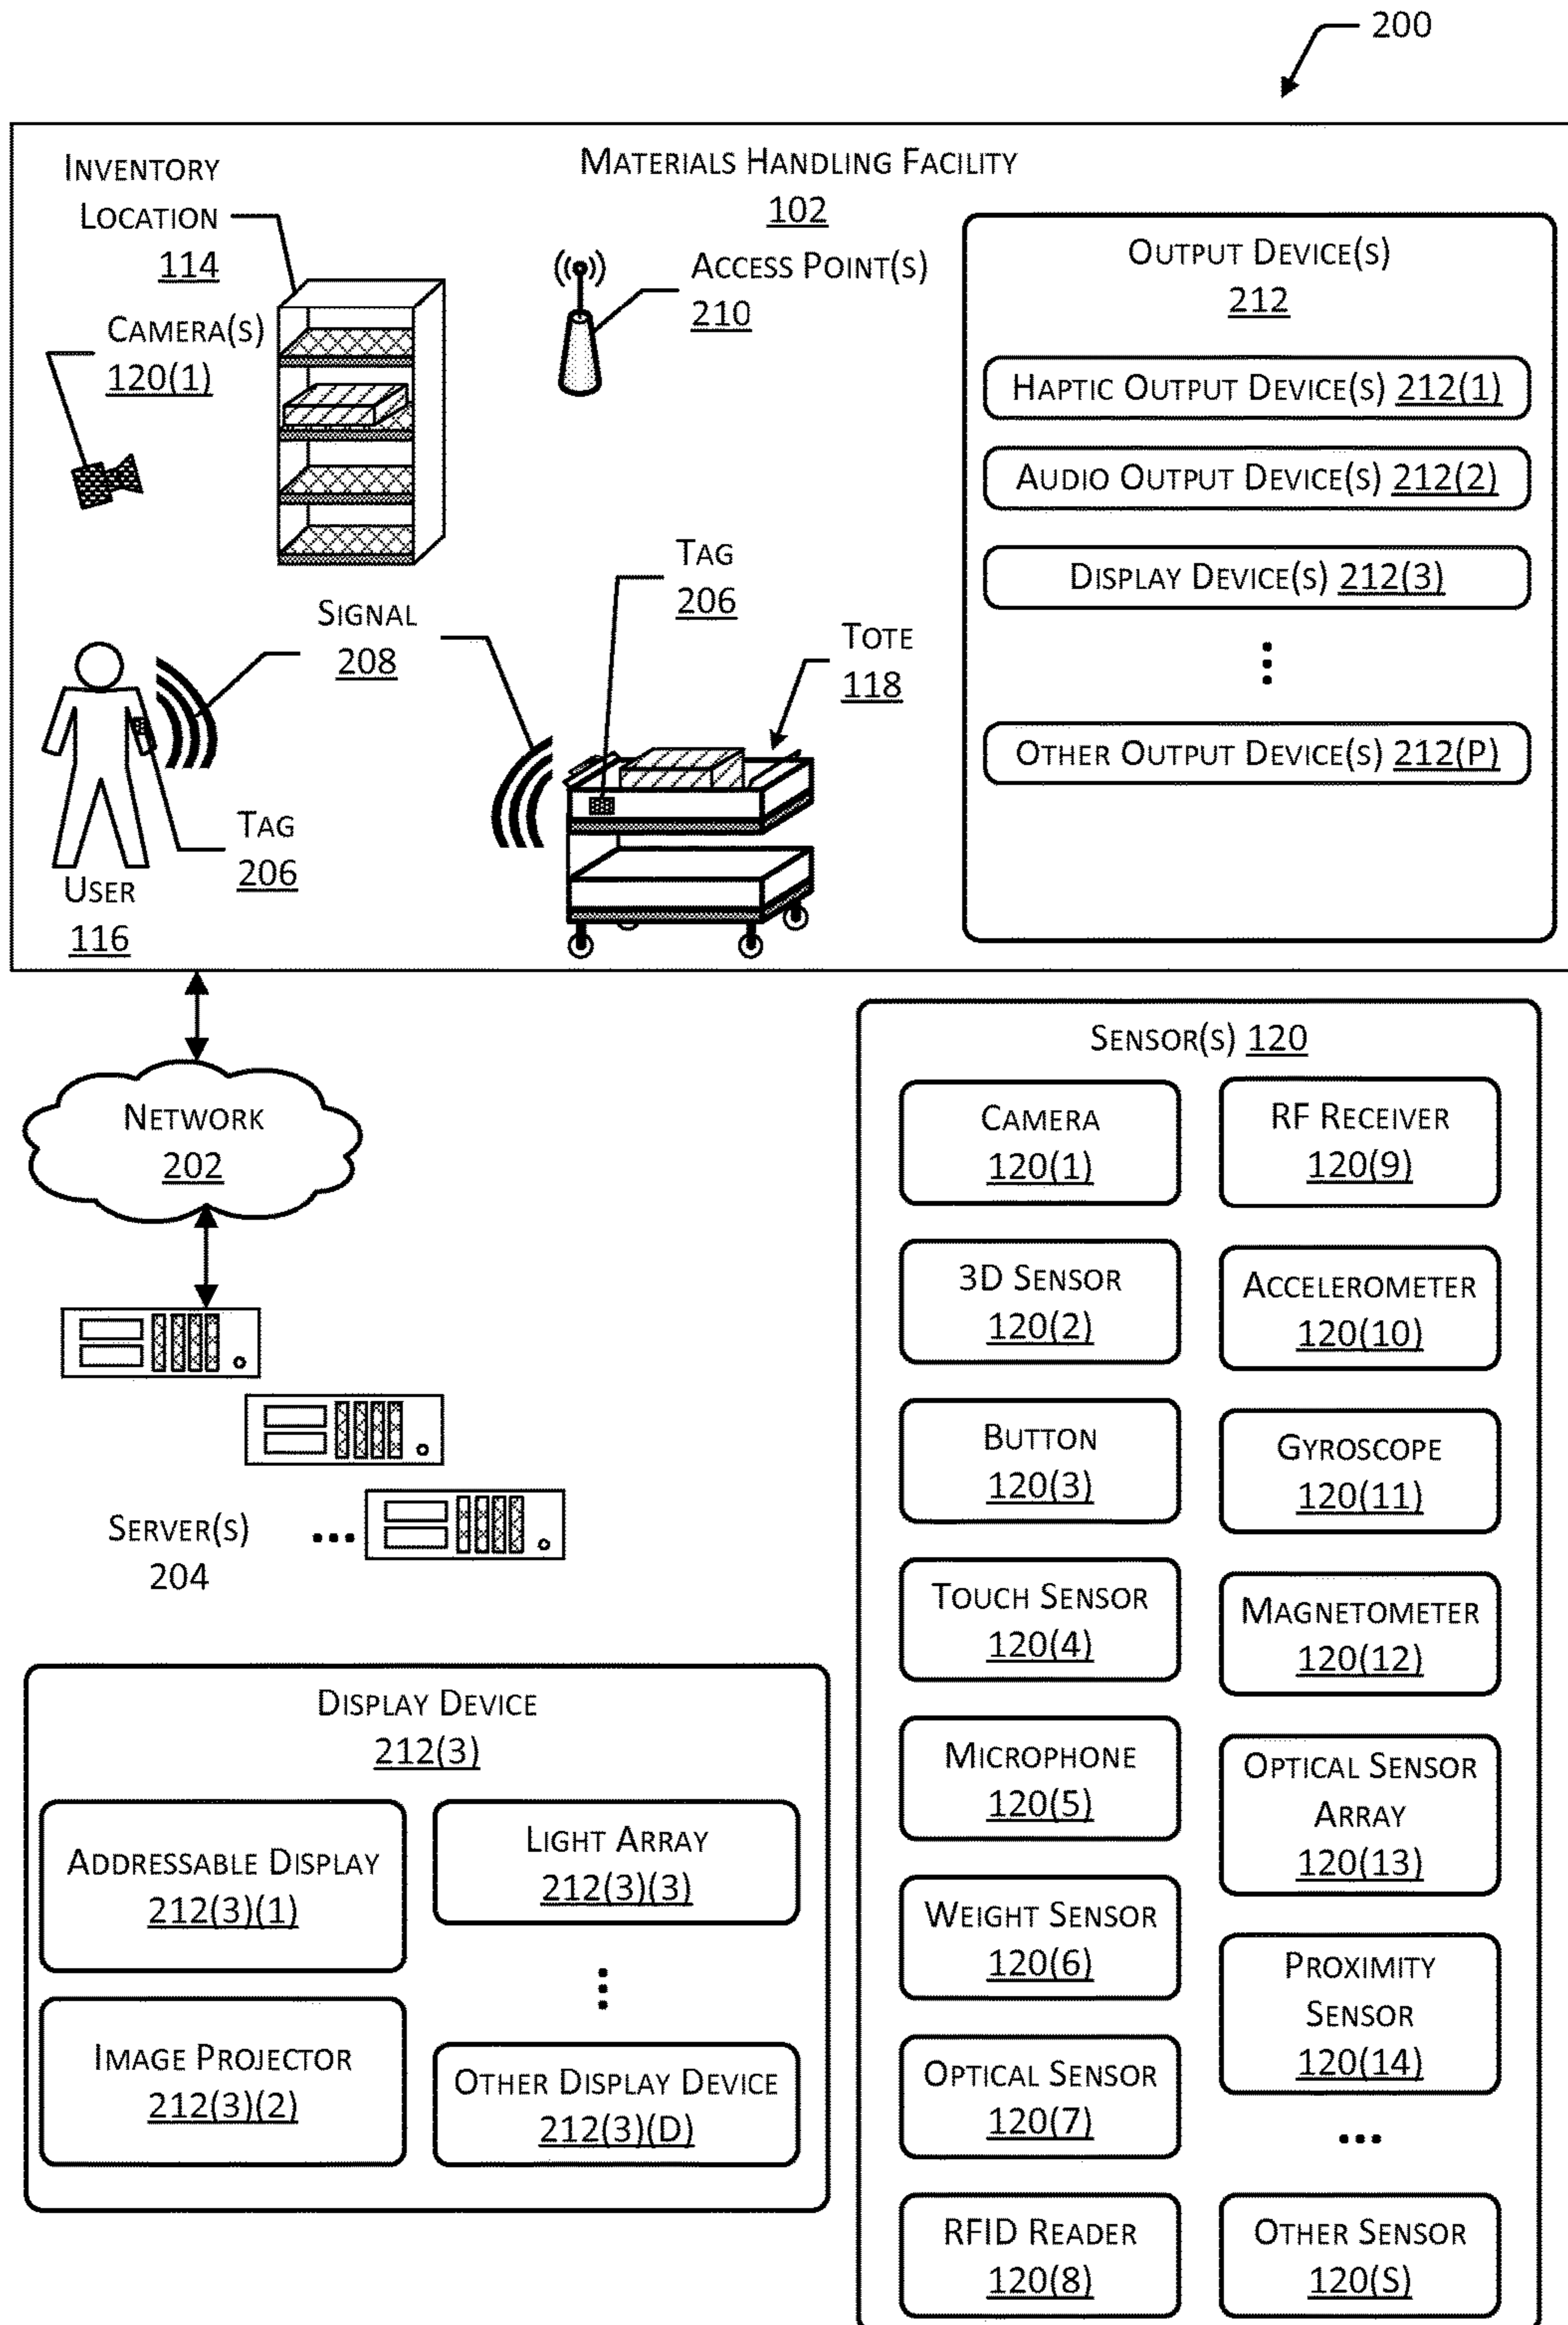 200
INVENTORY
LOCATION
114
MATERIALS HANDLING FACILITY
102
CAMERA(S)
120(1)
ACCESS POINT(S)
210
OUTPUT DEVICE(S)
212
HAPTIC OUTPUT DEVICE(S) 212(1)
AUDIO OUTPUT DEVICE(S) 212(2)
DISPLAY DEVICE(S) 212(3)
OTHER OUTPUT DEVICE(S) 212(P)
TAG
206
SIGNAL
208
TOTE
118
TAG
206
USER
116
NETWORK
202
SERVER(S)
204
...
DISPLAY DEVICE
212(3)
ADDRESSABLE DISPLAY
212(3)(1)
IMAGE PROJECTOR
212(3)(2)
LIGHT ARRAY
212(3)(3)
OTHER DISPLAY DEVICE
212(3)(D)
SENSOR(S) 120
CAMERA
120(1)
3D SENSOR
120(2)
BUTTON
120(3)
TOUCH SENSOR
120(4)
MICROPHONE
120(5)
WEIGHT SENSOR
120(6)
OPTICAL SENSOR
120(7)
RFID READER
120(8)
RF RECEIVER
120(9)
ACCELEROMETER
120(10)
GYROSCOPE
120(11)
MAGNETOMETER
120(12)
OPTICAL SENSOR
ARRAY
120(13)
PROXIMITY
SENSOR
120(14)
...
OTHER SENSOR
120(S)